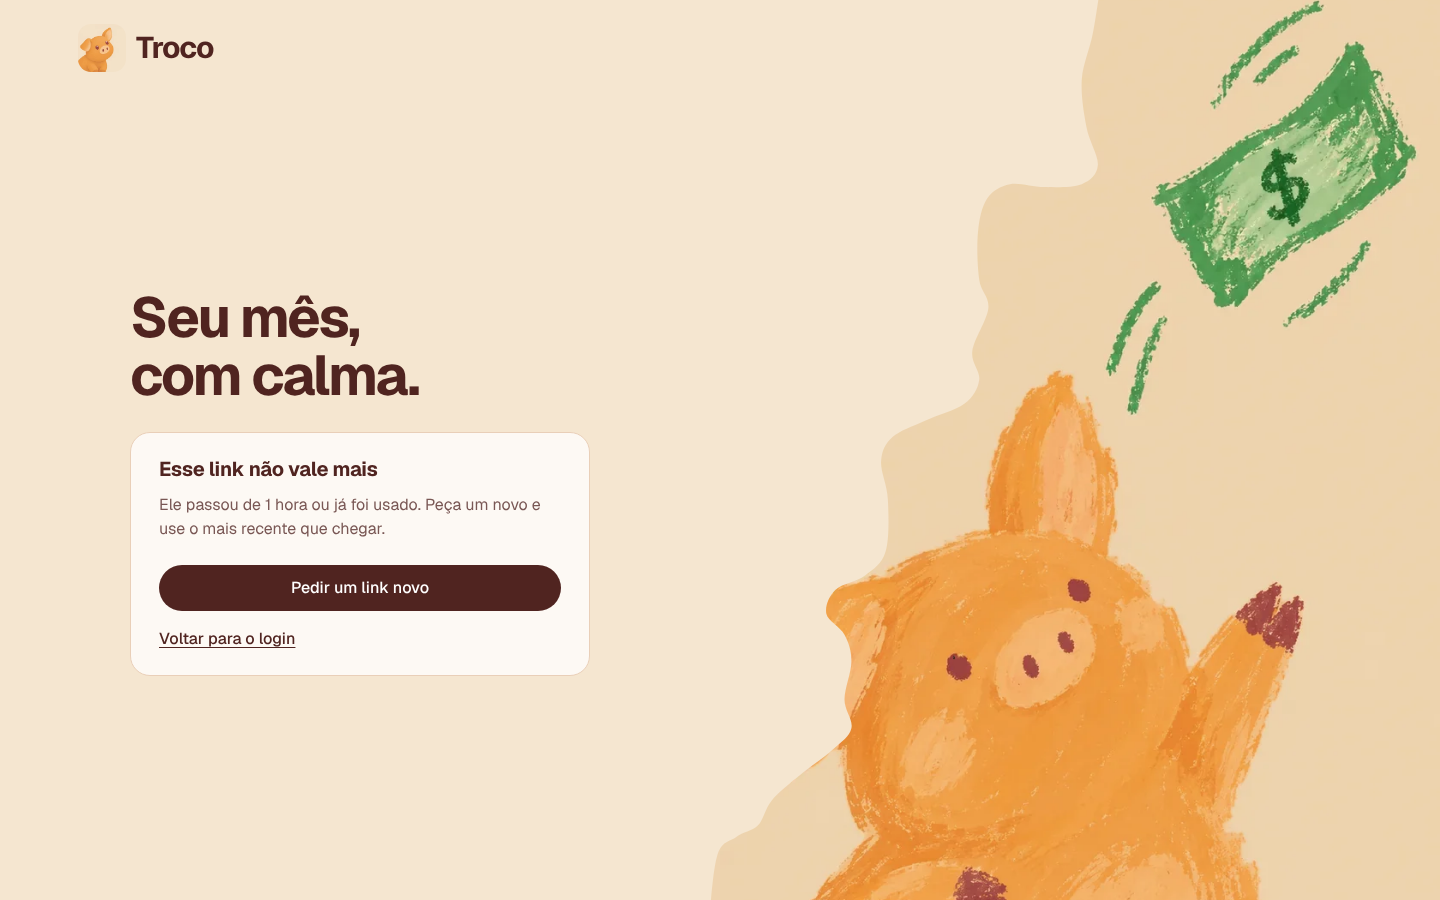 Troco
$
Seu mês,
com calma.
Esse link não vale mais
Ele passou de 1 hora ou já foi usado. Peça um novo e
use o mais recente que chegar.
Pedir um link novo
Voltar para o login